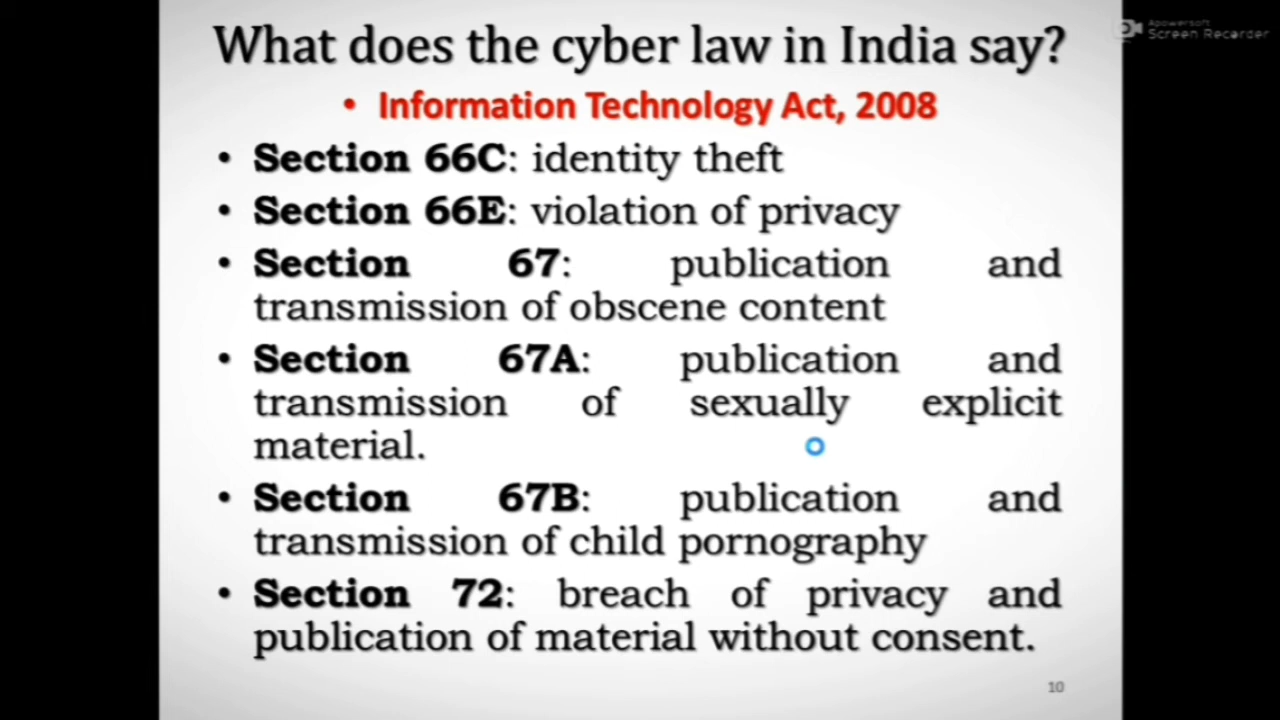 What does the cyber law in India say?
• Information Technology Act, 2008
• Section 66C: identity theft
• Section 66E: violation of privacy
• Section 67: publication and
transmission of obscene content
• Section 67A: publication and
transmission of sexually explicit
material.
• Section 67B: publication and
transmission of child pornography
• Section 72: breach of privacy and
publication of material without consent.
10
Apowersoft
Screen Recorder